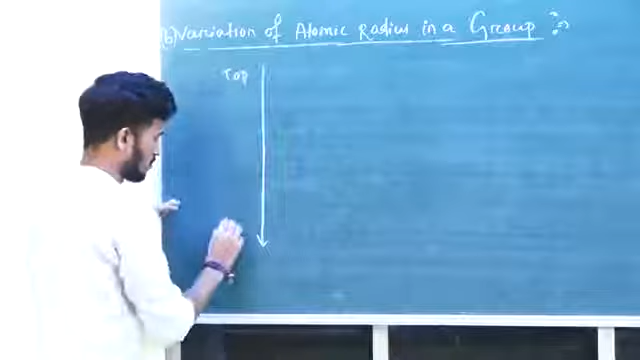 (b) Variation of Atomic Radius in a Group :-
Top